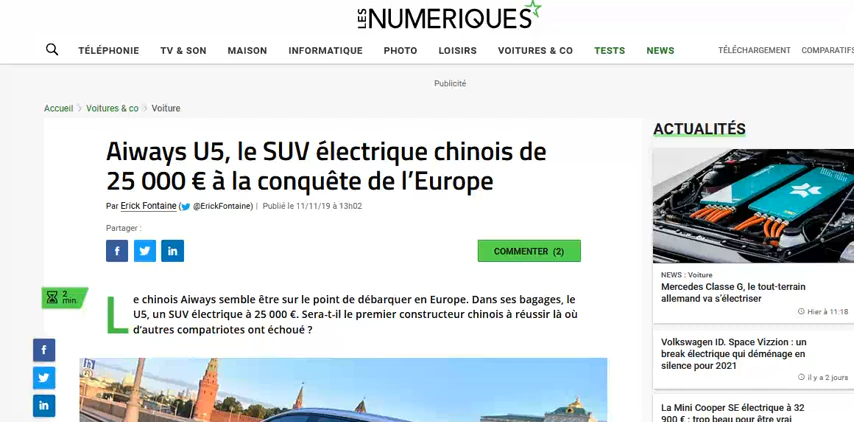 LES NUMERIQUES
TÉLÉPHONIE TV & SON MAISON INFORMATIQUE PHOTO LOISIRS VOITURES & CO TESTS NEWS TÉLÉCHARGEMENT COMPARATIFS
Publicité
Accueil > Voitures & co > Voiture
Aiways U5, le SUV électrique chinois de
25 000 € à la conquête de l'Europe
Par Erick Fontaine ( @ErickFontaine) | Publié le 11/11/19 à 13h02
Partager :
COMMENTER (2)
2
min.
Le chinois Aiways semble être sur le point de débarquer en Europe. Dans ses bagages, le
U5, un SUV électrique à 25 000 €. Sera-t-il le premier constructeur chinois à réussir là où
d'autres compatriotes ont échoué ?
ACTUALITÉS
NEWS : Voiture
Mercedes Classe G, le tout-terrain
allemand va s'électriser
Hier à 11:18
Volkswagen ID. Space Vizzion : un
break électrique qui déménage en
silence pour 2021
il y a 2 jours
La Mini Cooper SE électrique à 32
900 € : trop beau pour être vrai